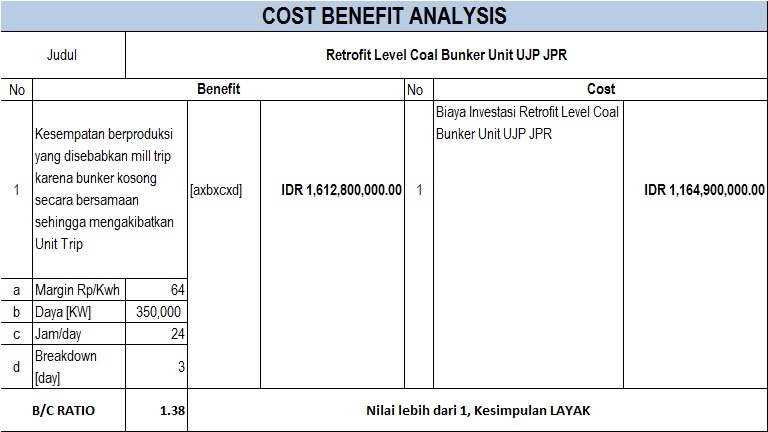 COST BENEFIT ANALYSIS
Judul Retrofit Level Coal Bunker Unit UJP JPR
No Benefit No Cost
1 Kesempatan berproduksi
yang disebabkan mill trip
karena bunker kosong
secara bersamaan
sehingga mengakibatkan
Unit Trip
[axbxcxd] IDR 1,612,800,000.00
1 Biaya Investasi Retrofit Level Coal
Bunker Unit UJP JPR
IDR 1,164,900,000.00
a Margin Rp/Kwh 64
b Daya [KW] 350,000
c Jam/day 24
d Breakdown
[day] 3
B/C RATIO 1.38 Nilai lebih dari 1, Kesimpulan LAYAK